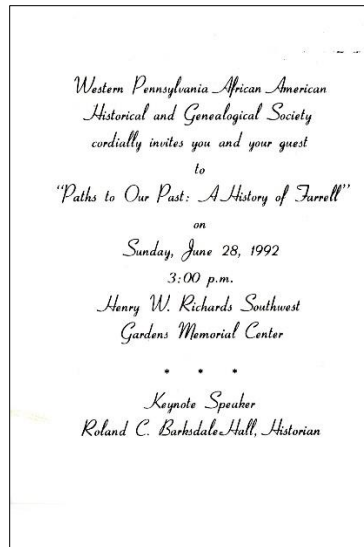 Western Pennsylvania African American
Historical and Genealogical Society
cordially invites you and your guest
to
"Paths to Our Past: A History of Farrell"
on
Sunday, June 28, 1992
3:00 p.m.
Henry W. Richards Southwest
Gardens Memorial Center
* * *
Keynote Speaker
Roland C. Barksdale-Hall, Historian